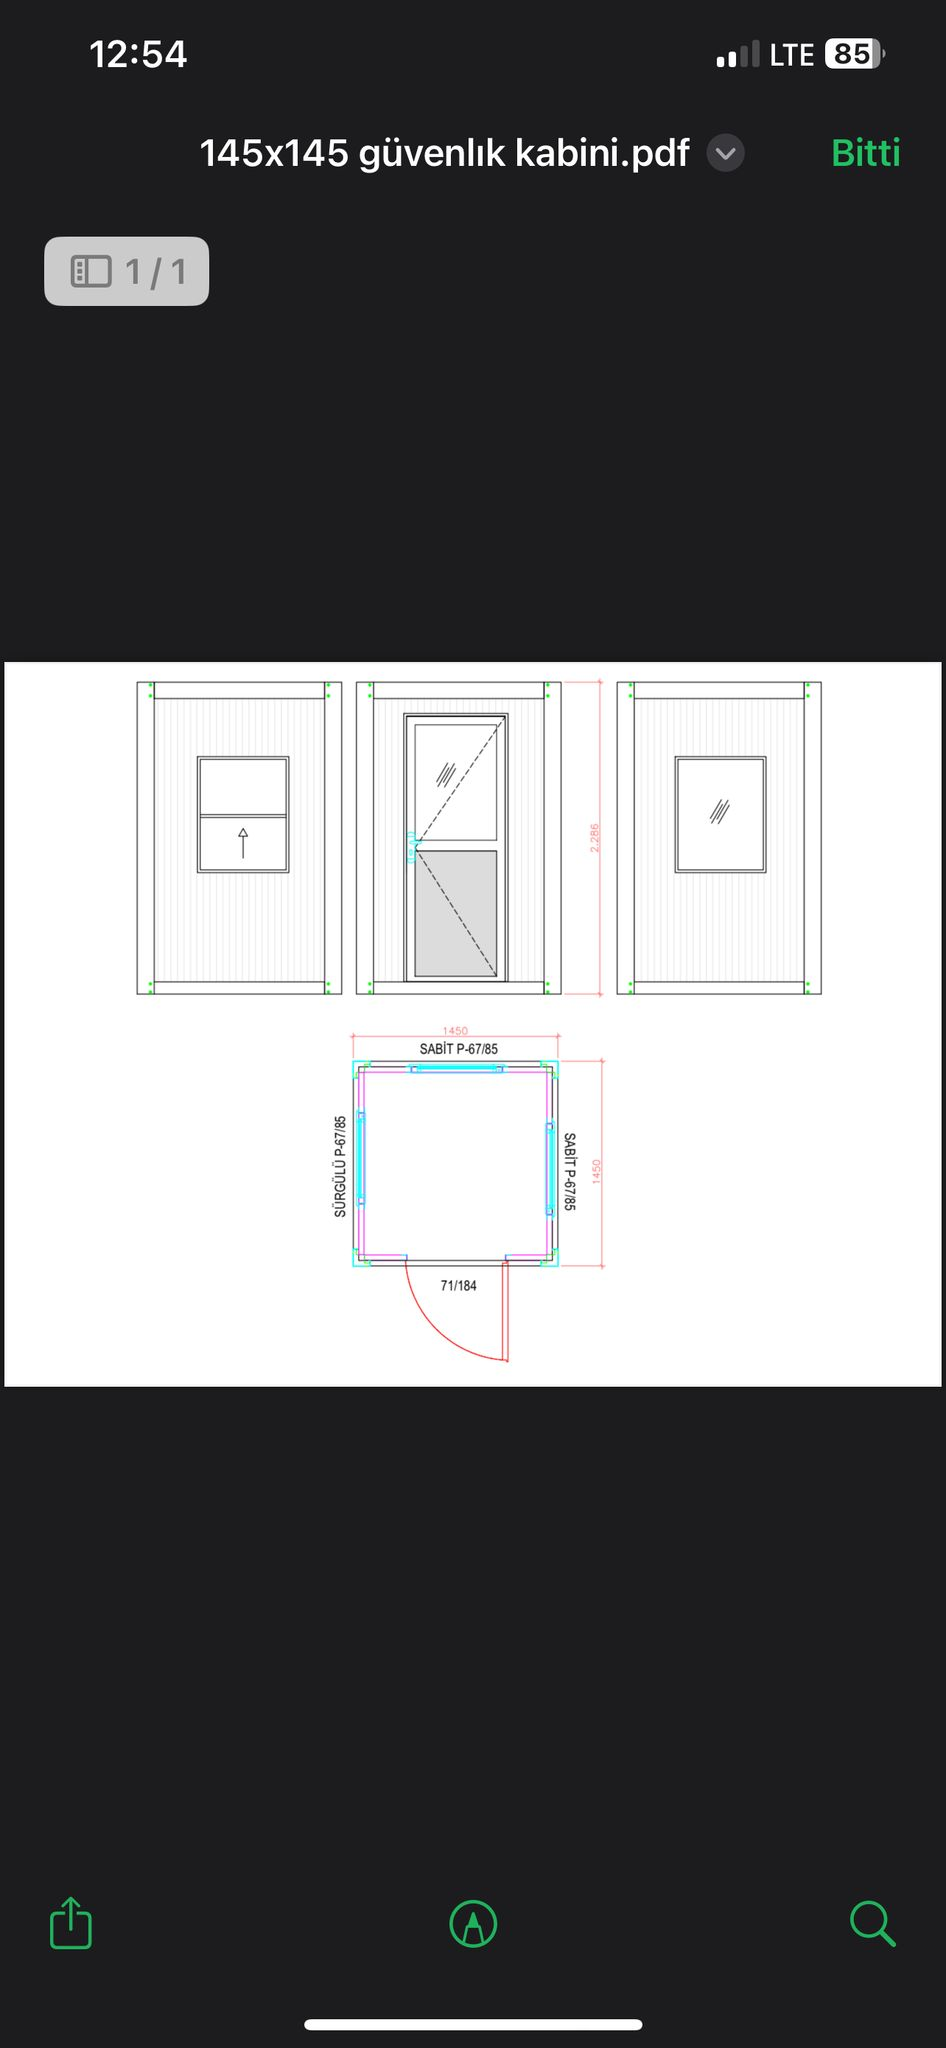 12:54
LTE 85
145x145 güvenlık kabini.pdf
Bitti
1 / 1
2.286
1450
SABİT P-67/85
SÜRGÜLÜ P-67/85
SABİT P-67/85
1450
71/184